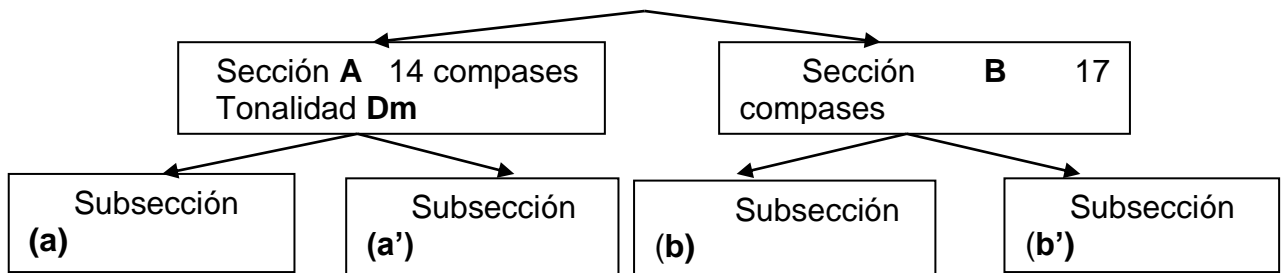 Sección A 14 compases
Tonalidad Dm
Sección B 17
compases
Subsección
(a)
Subsección
(a’)
Subsección
(b)
Subsección
(b’)